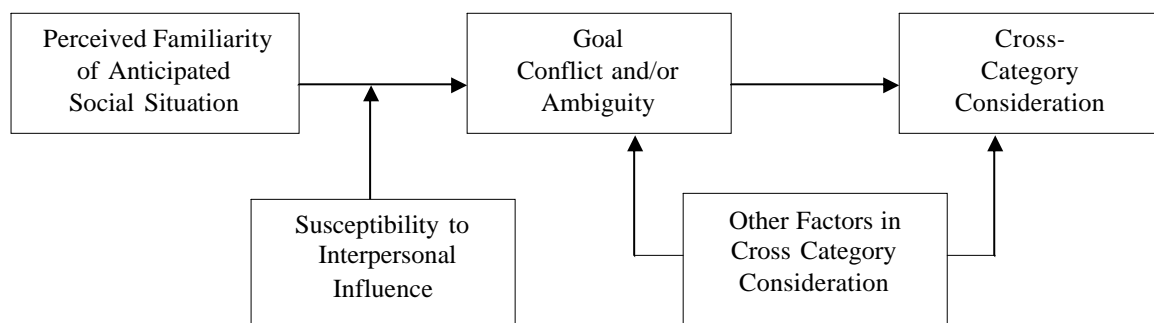 Perceived Familiarity
of Anticipated
Social Situation
Goal
Conflict and/or
Ambiguity
Cross-
Category
Consideration
Susceptibility to
Interpersonal
Influence
Other Factors in
Cross Category
Consideration